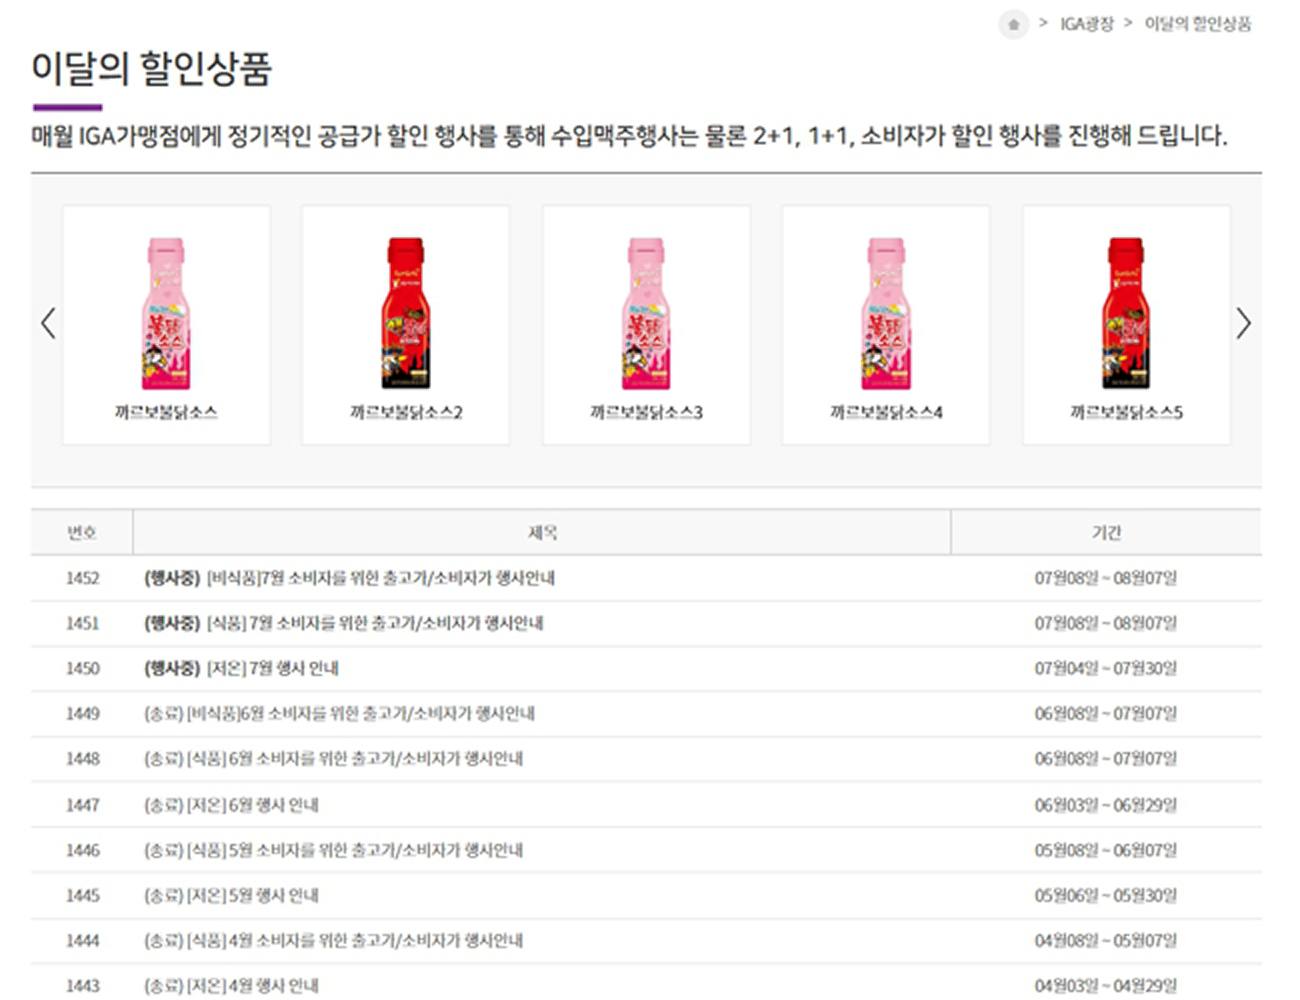 > IGA광장 > 이달의 할인상품
이달의 할인상품
매월 IGA가맹점에게 정기적인 공급가 할인 행사를 통해 수입맥주행사는 물론 2+1, 1+1, 소비자가 할인 행사를 진행해 드립니다.
불닭
소스
불닭
소스
불닭
소스
까르보불닭소스 까르보불닭소스2 까르보불닭소스3 까르보불닭소스4 까르보불닭소스5
번호 제목 기간
1452 (행사중) [비식품]7월 소비자를 위한 출고가/소비자가 행사안내 07월08일 ~ 08월07일
1451 (행사중) [식품] 7월 소비자를 위한 출고가/소비자가 행사안내 07월08일 ~ 08월07일
1450 (행사중) [저온] 7월 행사 안내 07월04일 ~ 07월30일
1449 (종료) [비식품]6월 소비자를 위한 출고가/소비자가 행사안내 06월08일 ~ 07월07일
1448 (종료) [식품] 6월 소비자를 위한 출고가/소비자가 행사안내 06월08일 ~ 07월07일
1447 (종료) [저온] 6월 행사 안내 06월03일 ~ 06월29일
1446 (종료) [식품] 5월 소비자를 위한 출고가/소비자가 행사안내 05월08일 ~ 06월07일
1445 (종료) [저온] 5월 행사 안내 05월06일 ~ 05월30일
1444 (종료) [식품] 4월 소비자를 위한 출고가/소비자가 행사안내 04월08일 ~ 05월07일
1443 (종료) [저온] 4월 행사 안내 04월03일 ~ 04월29일